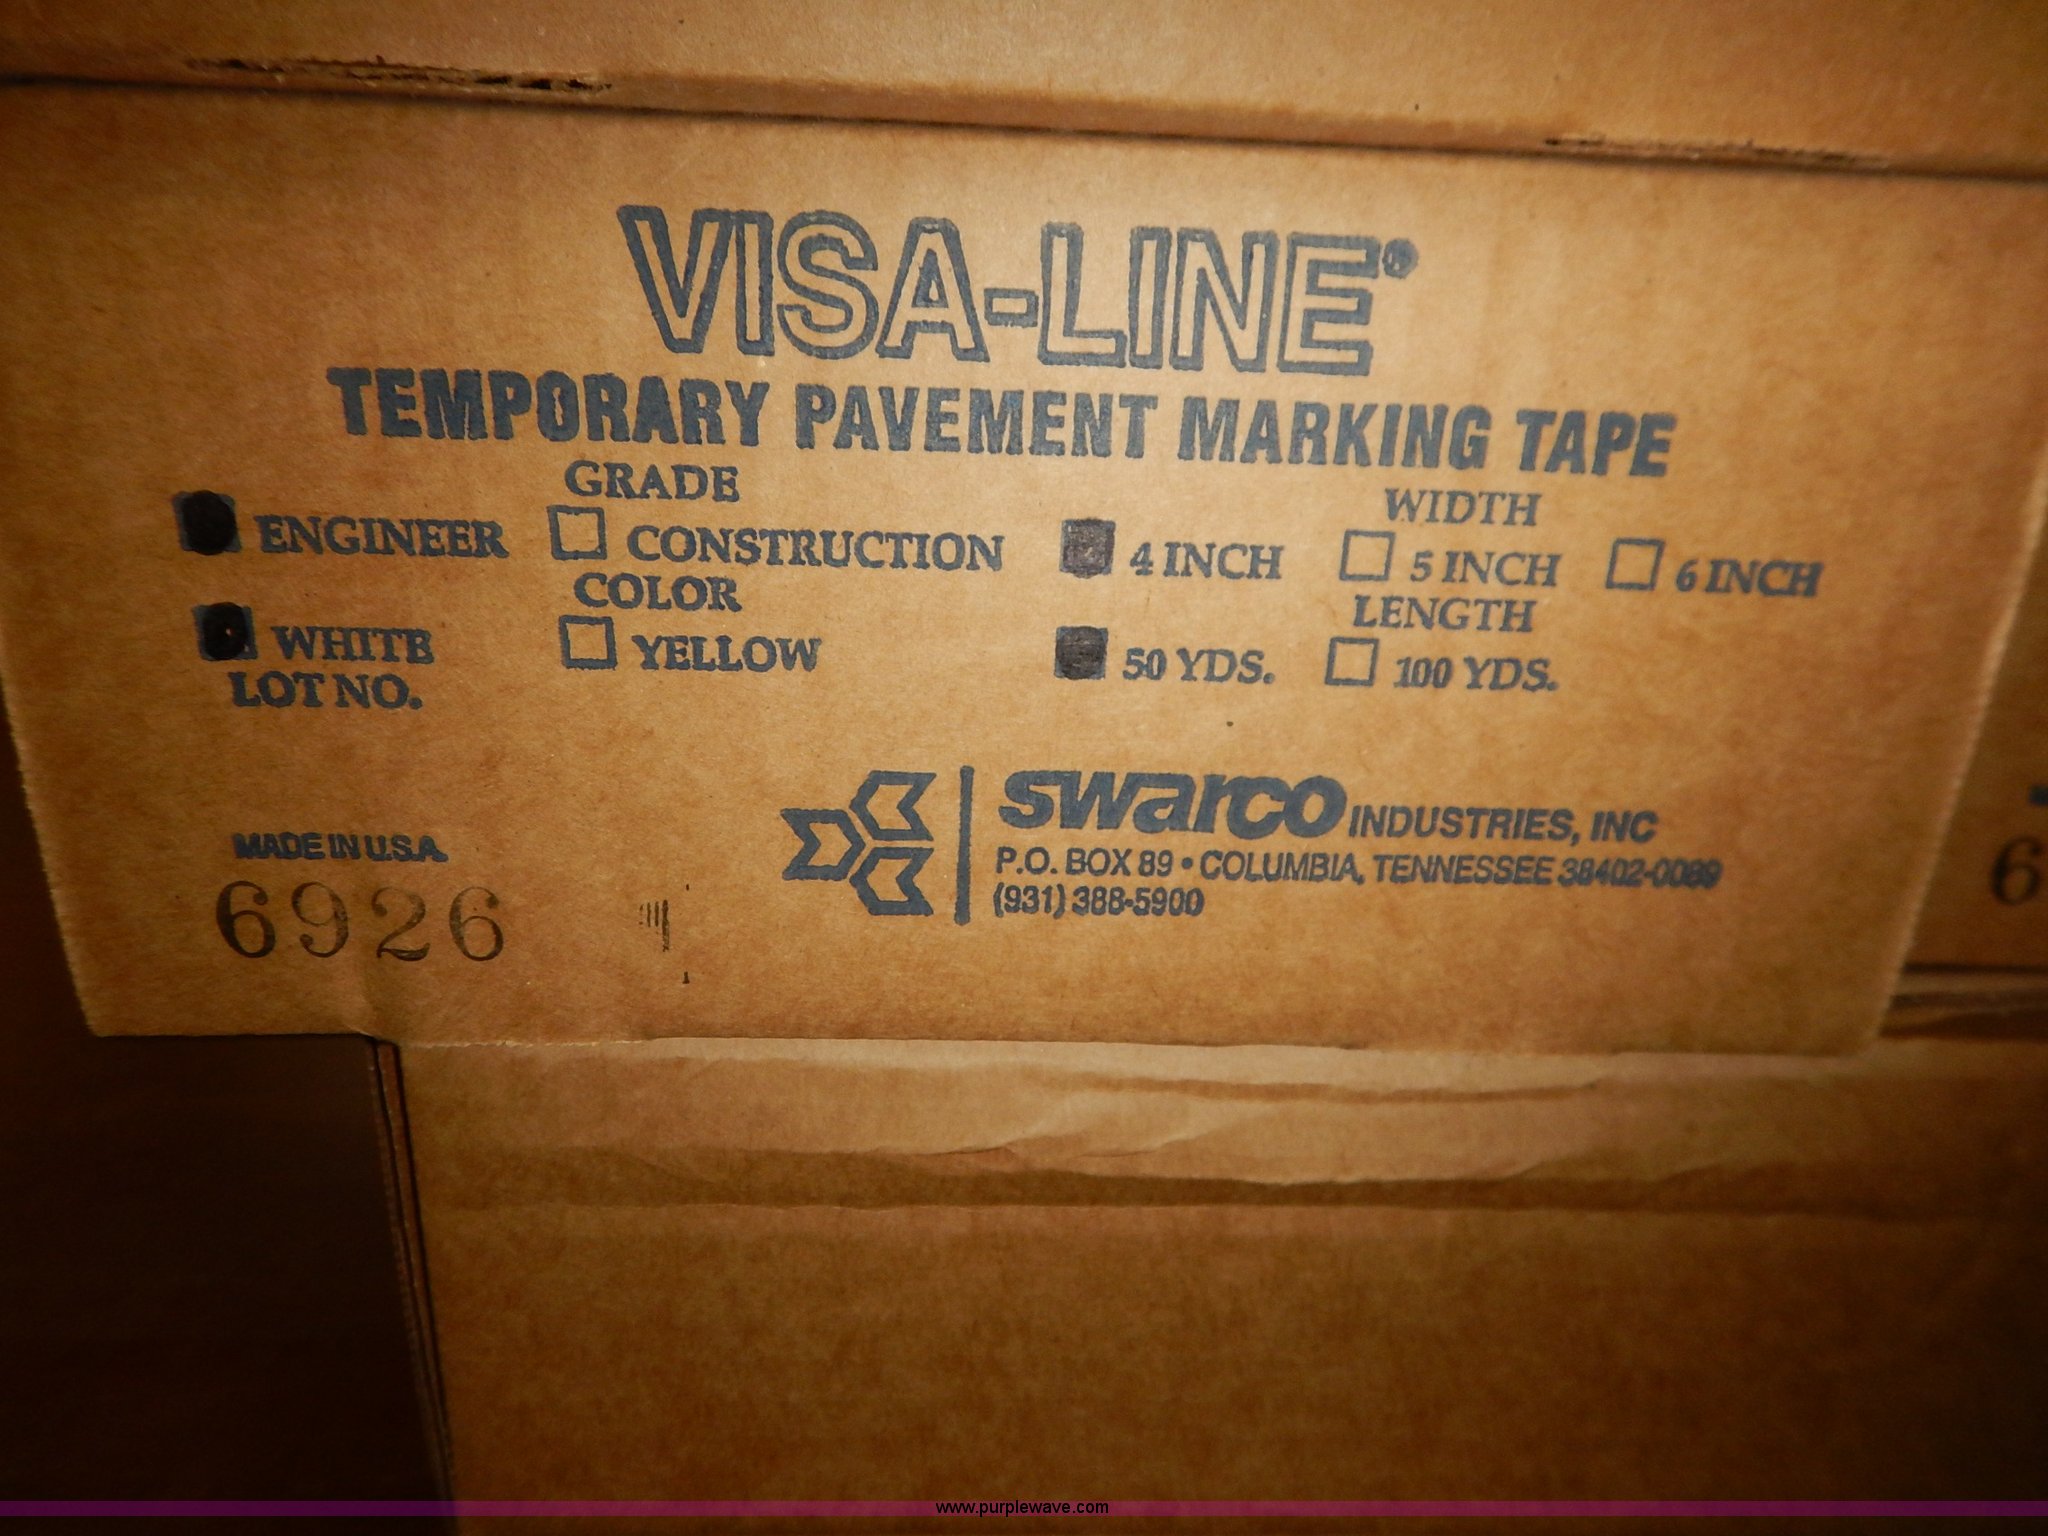 VISA-LINE®
TEMPORARY PAVEMENT MARKING TAPE
GRADE
ENGINEER CONSTRUCTION
COLOR
WHITE YELLOW
LOT NO.
WIDTH
4 INCH 5 INCH 6 INCH
LENGTH
50 YDS. 100 YDS.
MADE IN U.S.A.
6926
swarco INDUSTRIES, INC
P.O. BOX 89 • COLUMBIA, TENNESSEE 38402-0089
(931) 388-5900
6
www.purplewave.com